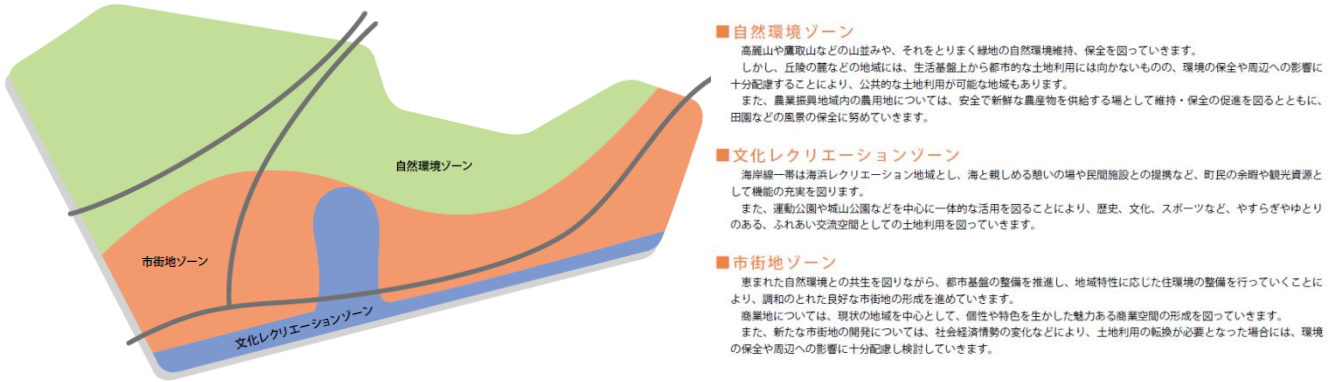 自然環境ゾーン
市街地ゾーン
文化レクリエーションゾーン
■自然環境ゾーン
高麗山や鷹取山などの山並みや、それをとりまく緑地の自然環境維持、保全を図っていきます。
しかし、丘陵の麓などの地域には、生活基盤上から都市的な土地利用には向かないものの、環境の保全や周辺への影響に
十分配慮することにより、公共的な土地利用が可能な地域もあります。
また、農業振興地域内の農用地については、安全で新鮮な農産物を供給する場として維持・保全の促進を図るとともに、
田園などの風景の保全に努めていきます。
■文化レクリエーションゾーン
海岸線一帯は海浜レクリエーション地域とし、海と親しめる憩いの場や民間施設との提携など、町民の余暇や観光資源と
して機能の充実を図ります。
また、運動公園や城山公園などを中心に一体的な活用を図ることにより、歴史、文化、スポーツなど、やすらぎやゆとり
のある、ふれあい交流空間としての土地利用を図っていきます。
■市街地ゾーン
恵まれた自然環境との共生を図りながら、都市基盤の整備を推進し、地域特性に応じた住環境の整備を行っていくことに
より、調和のとれた良好な市街地の形成を進めていきます。
商業地については、現状の地域を中心として、個性や特色を生かした魅力ある商業空間の形成を図っていきます。
また、新たな市街地の開発については、社会経済情勢の変化などにより、土地利用の転換が必要となった場合には、環境
の保全や周辺への影響に十分配慮し検討していきます。